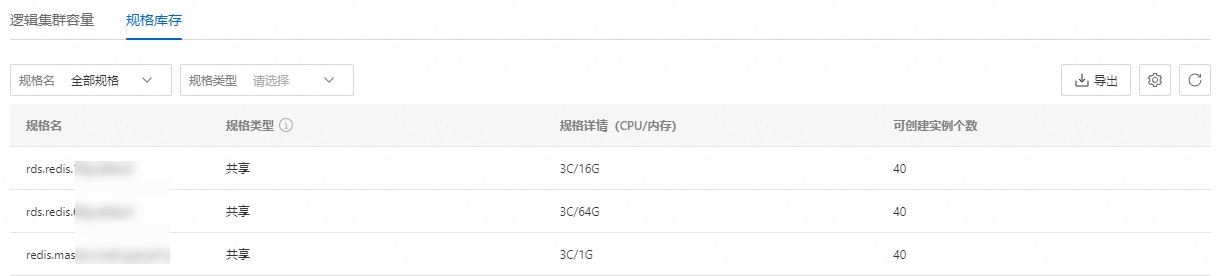 逻辑集群容量 规格库存
规格名 全部规格 规格类型 请选择 导出
规格名 规格类型 规格详情（CPU/内存） 可创建实例个数
rds.redis. 共享 3C/16G 40
rds.redis. 共享 3C/64G 40
redis.mas 共享 3C/1G 40